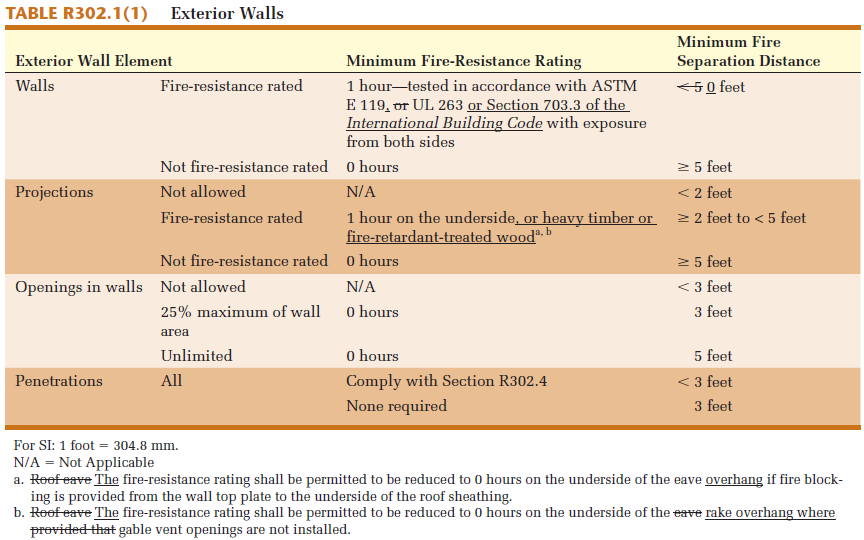 TABLE R302.1(1) Exterior Walls
Exterior Wall Element Minimum Fire-Resistance Rating Minimum Fire Separation Distance
Walls Fire-resistance rated 1 hour—tested in accordance with ASTM < 5 0 feet
E 119, or UL 263 or Section 703.3 of the
International Building Code with exposure
from both sides
Not fire-resistance rated 0 hours ≥ 5 feet
Projections Not allowed N/A < 2 feet
Fire-resistance rated 1 hour on the underside, or heavy timber or ≥ 2 feet to < 5 feet
fire-retardant-treated wood a, b
Not fire-resistance rated 0 hours ≥ 5 feet
Openings in walls Not allowed N/A < 3 feet
25% maximum of wall 0 hours 3 feet
area
Unlimited 0 hours 5 feet
Penetrations All Comply with Section R302.4 < 3 feet
None required 3 feet
For SI: 1 foot = 304.8 mm.
N/A = Not Applicable
a. Roof eave The fire-resistance rating shall be permitted to be reduced to 0 hours on the underside of the eave overhang if fire block-
ing is provided from the wall top plate to the underside of the roof sheathing.
b. Roof eave The fire-resistance rating shall be permitted to be reduced to 0 hours on the underside of the eave rake overhang where
provided that gable vent openings are not installed.